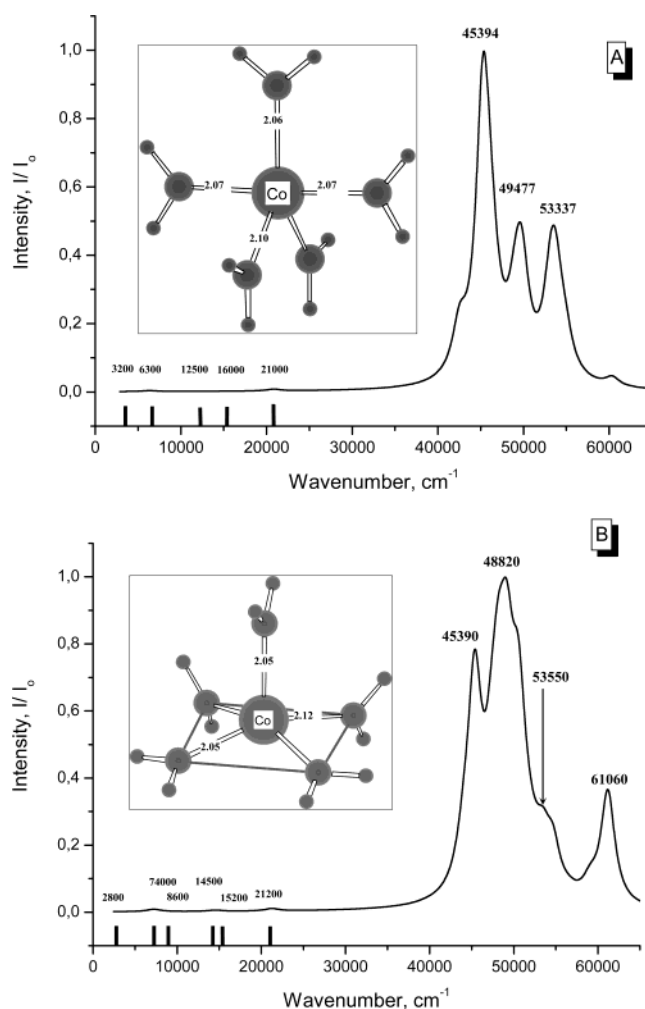 A
Intensity, I/ Iₒ
1,0
0,8
0,6
0,4
0,2
0,0
45394
49477
53337
2.06
2.07
Co
2.07
2.10
3200 6300 12500 16000 21000
0 10000 20000 30000 40000 50000 60000
Wavenumber, cm⁻¹
B
Intensity, I/ Iₒ
1,0
0,8
0,6
0,4
0,2
0,0
48820
45390
53550
61060
2.05
Co
2.12
2.05
2800 74000 8600 14500 15200 21200
0 10000 20000 30000 40000 50000 60000
Wavenumber, cm⁻¹